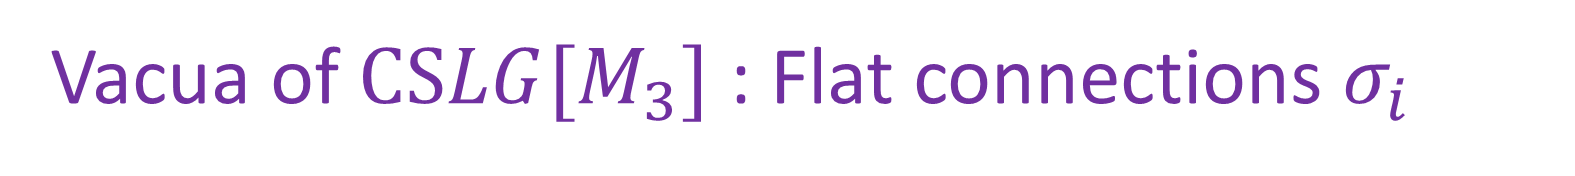 Vacua of CSLG[M₃] : Flat connections σᵢ